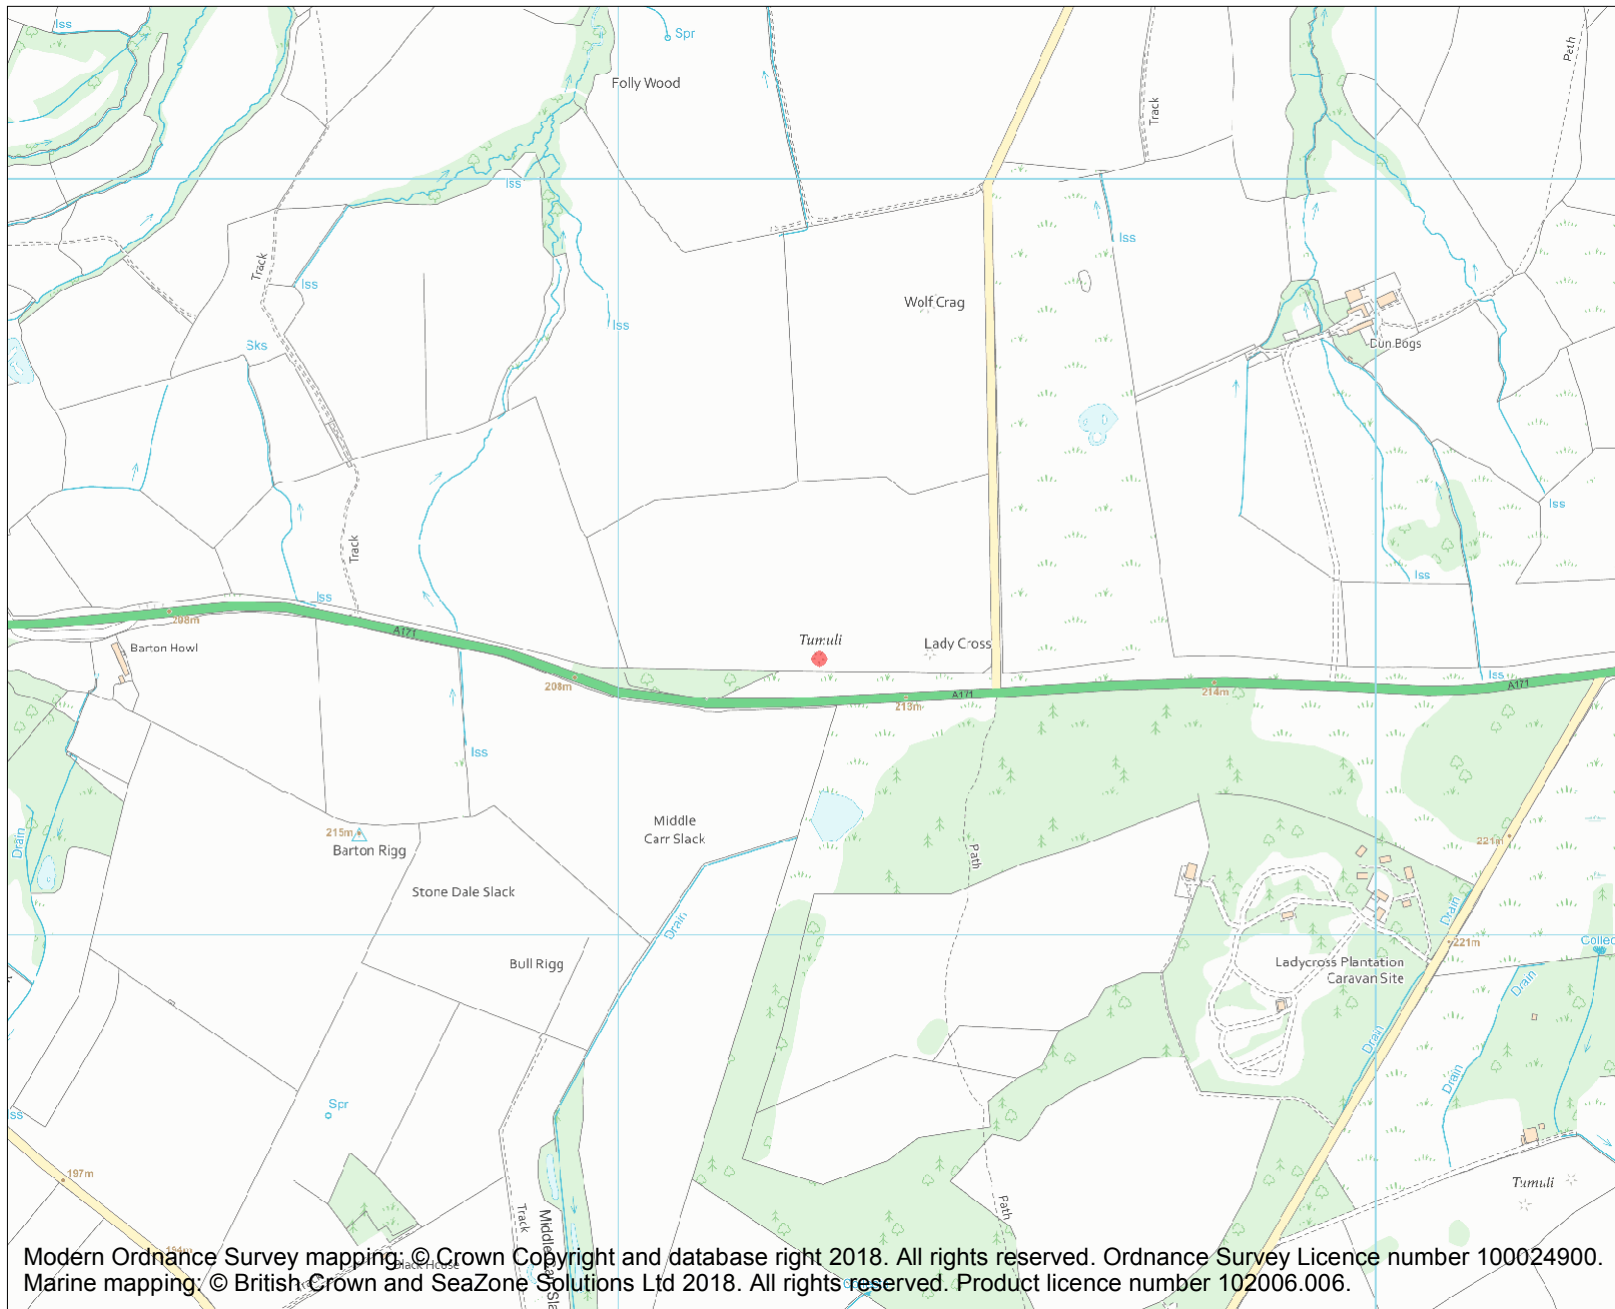 Iss
Spr
Folly Wood
Path
Track
Iss
Iss
Track
Iss
Wolf Crag
Iss
Sks
Dun Bogs
Iss
Track
Iss
Iss
208m
A171
Tumuli
Lady Cross
Barton Howl
208m
213m
A171
214m
Iss
A171
Iss
Middle
Carr Slack
215m
Barton Rigg
Drain
Path
221m
Stone Dale Slack
Drain
Drain
221m
Bull Rigg
Ladycross Plantation
Caravan Site
Drain
Drain
Drain
Spr
197m
Track
Path
Tumuli
Modern Ordnance Survey mapping: © Crown Copyright and database right 2018. All rights reserved. Ordnance Survey Licence number 100024900.
Marine mapping: © British Crown and SeaZone Solutions Ltd 2018. All rights reserved. Product licence number 102006.006.